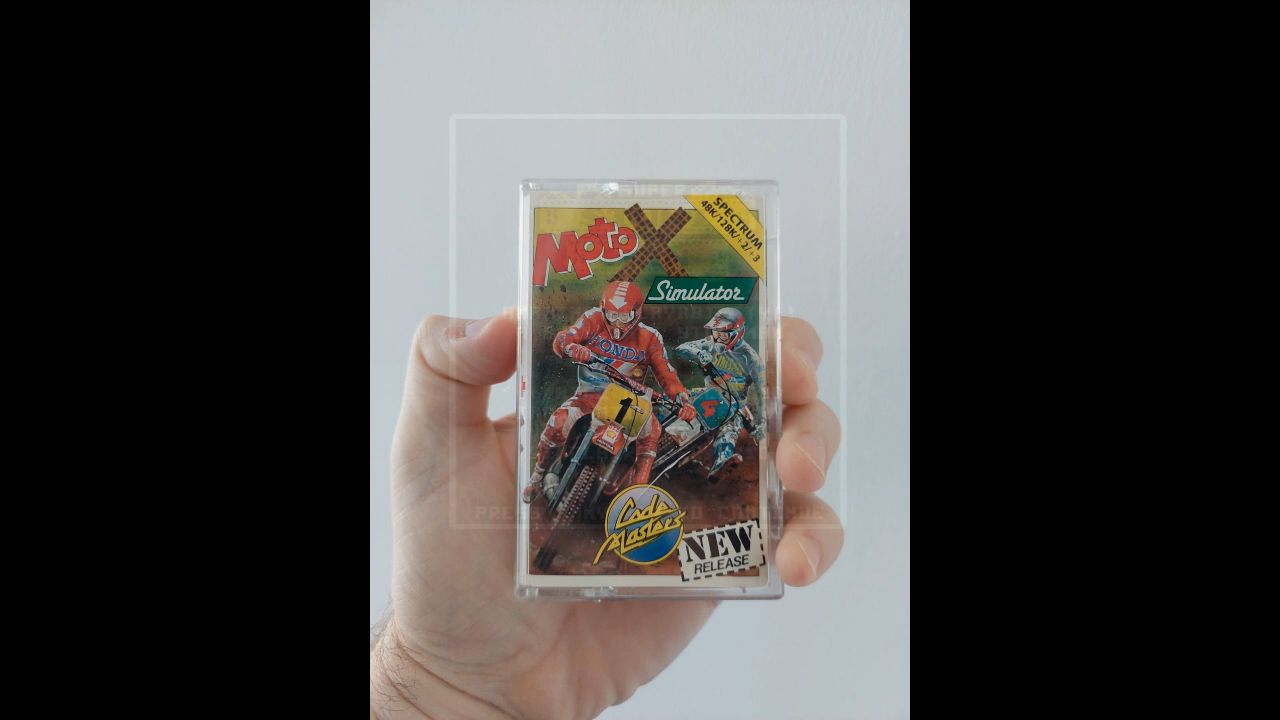 SPECTRUM
48K/128K/+2/+3
Moto X
Simulator
HONDA
1
Code
Masters
NEW
RELEASE